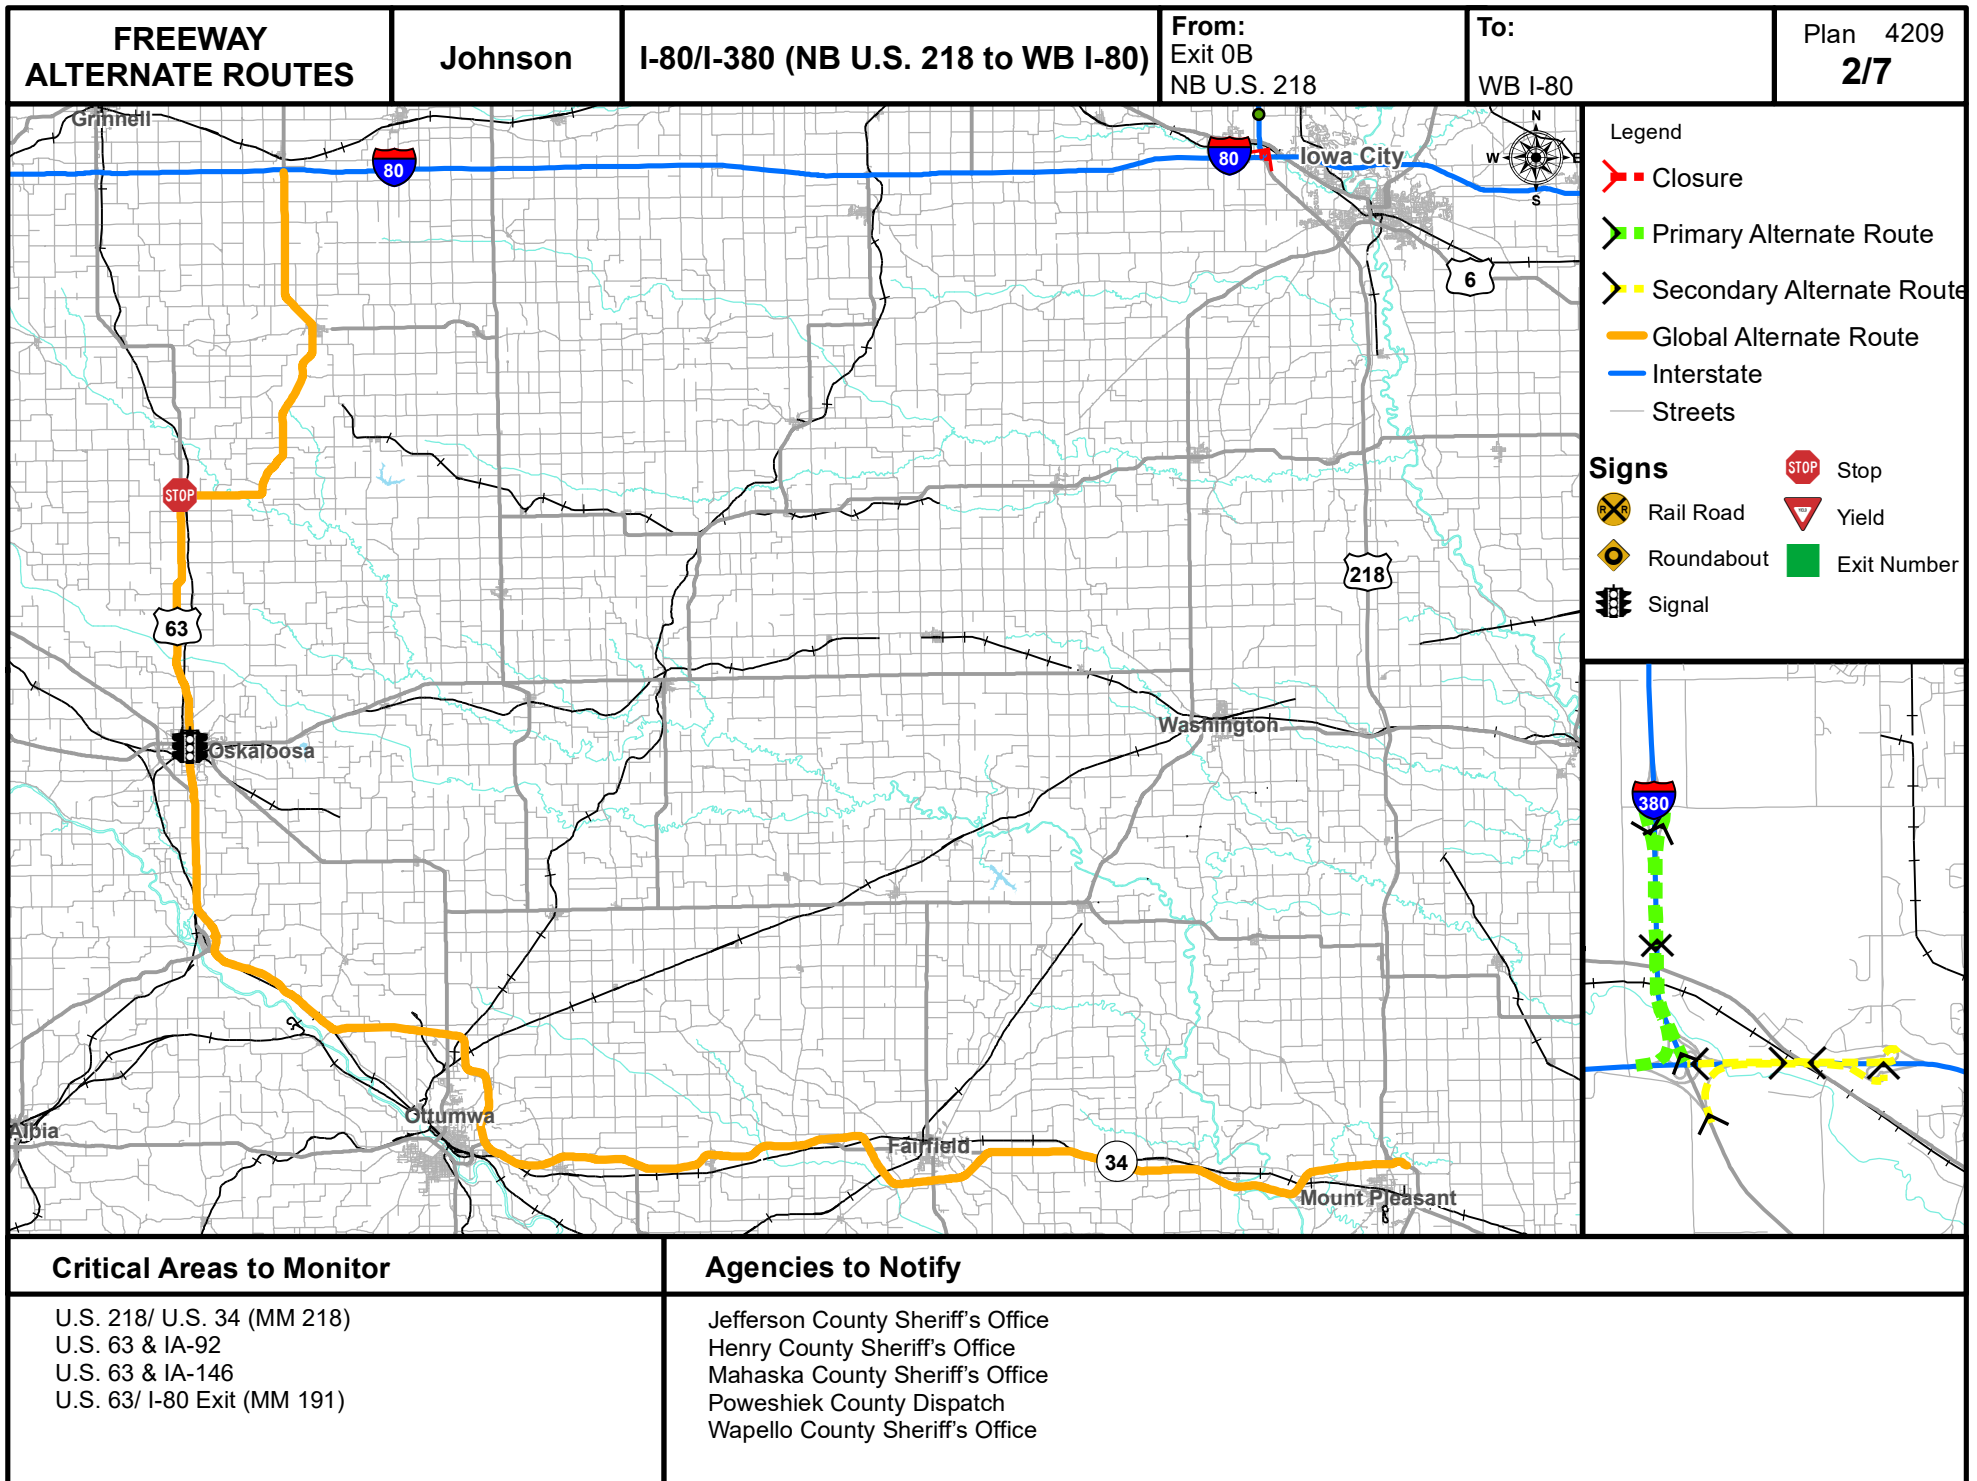 FREEWAY
ALTERNATE ROUTES
Johnson
I-80/I-380 (NB U.S. 218 to WB I-80)
From:
Exit 0B
NB U.S. 218
To:
WB I-80
Plan 4209
2/7
Grinnell
80
80
Iowa City
N
W E
S
6
STOP
63
218
Oskaloosa
Washington
Ottumwa
Albia
Fairfield
34
Mount Pleasant
Legend
Closure
Primary Alternate Route
Secondary Alternate Route
Global Alternate Route
Interstate
Streets
Signs
R R Rail Road
Roundabout
Signal
STOP Stop
Yield
Exit Number
380
Critical Areas to Monitor
U.S. 218/ U.S. 34 (MM 218)
U.S. 63 & IA-92
U.S. 63 & IA-146
U.S. 63/ I-80 Exit (MM 191)
Agencies to Notify
Jefferson County Sheriff’s Office
Henry County Sheriff’s Office
Mahaska County Sheriff’s Office
Poweshiek County Dispatch
Wapello County Sheriff’s Office